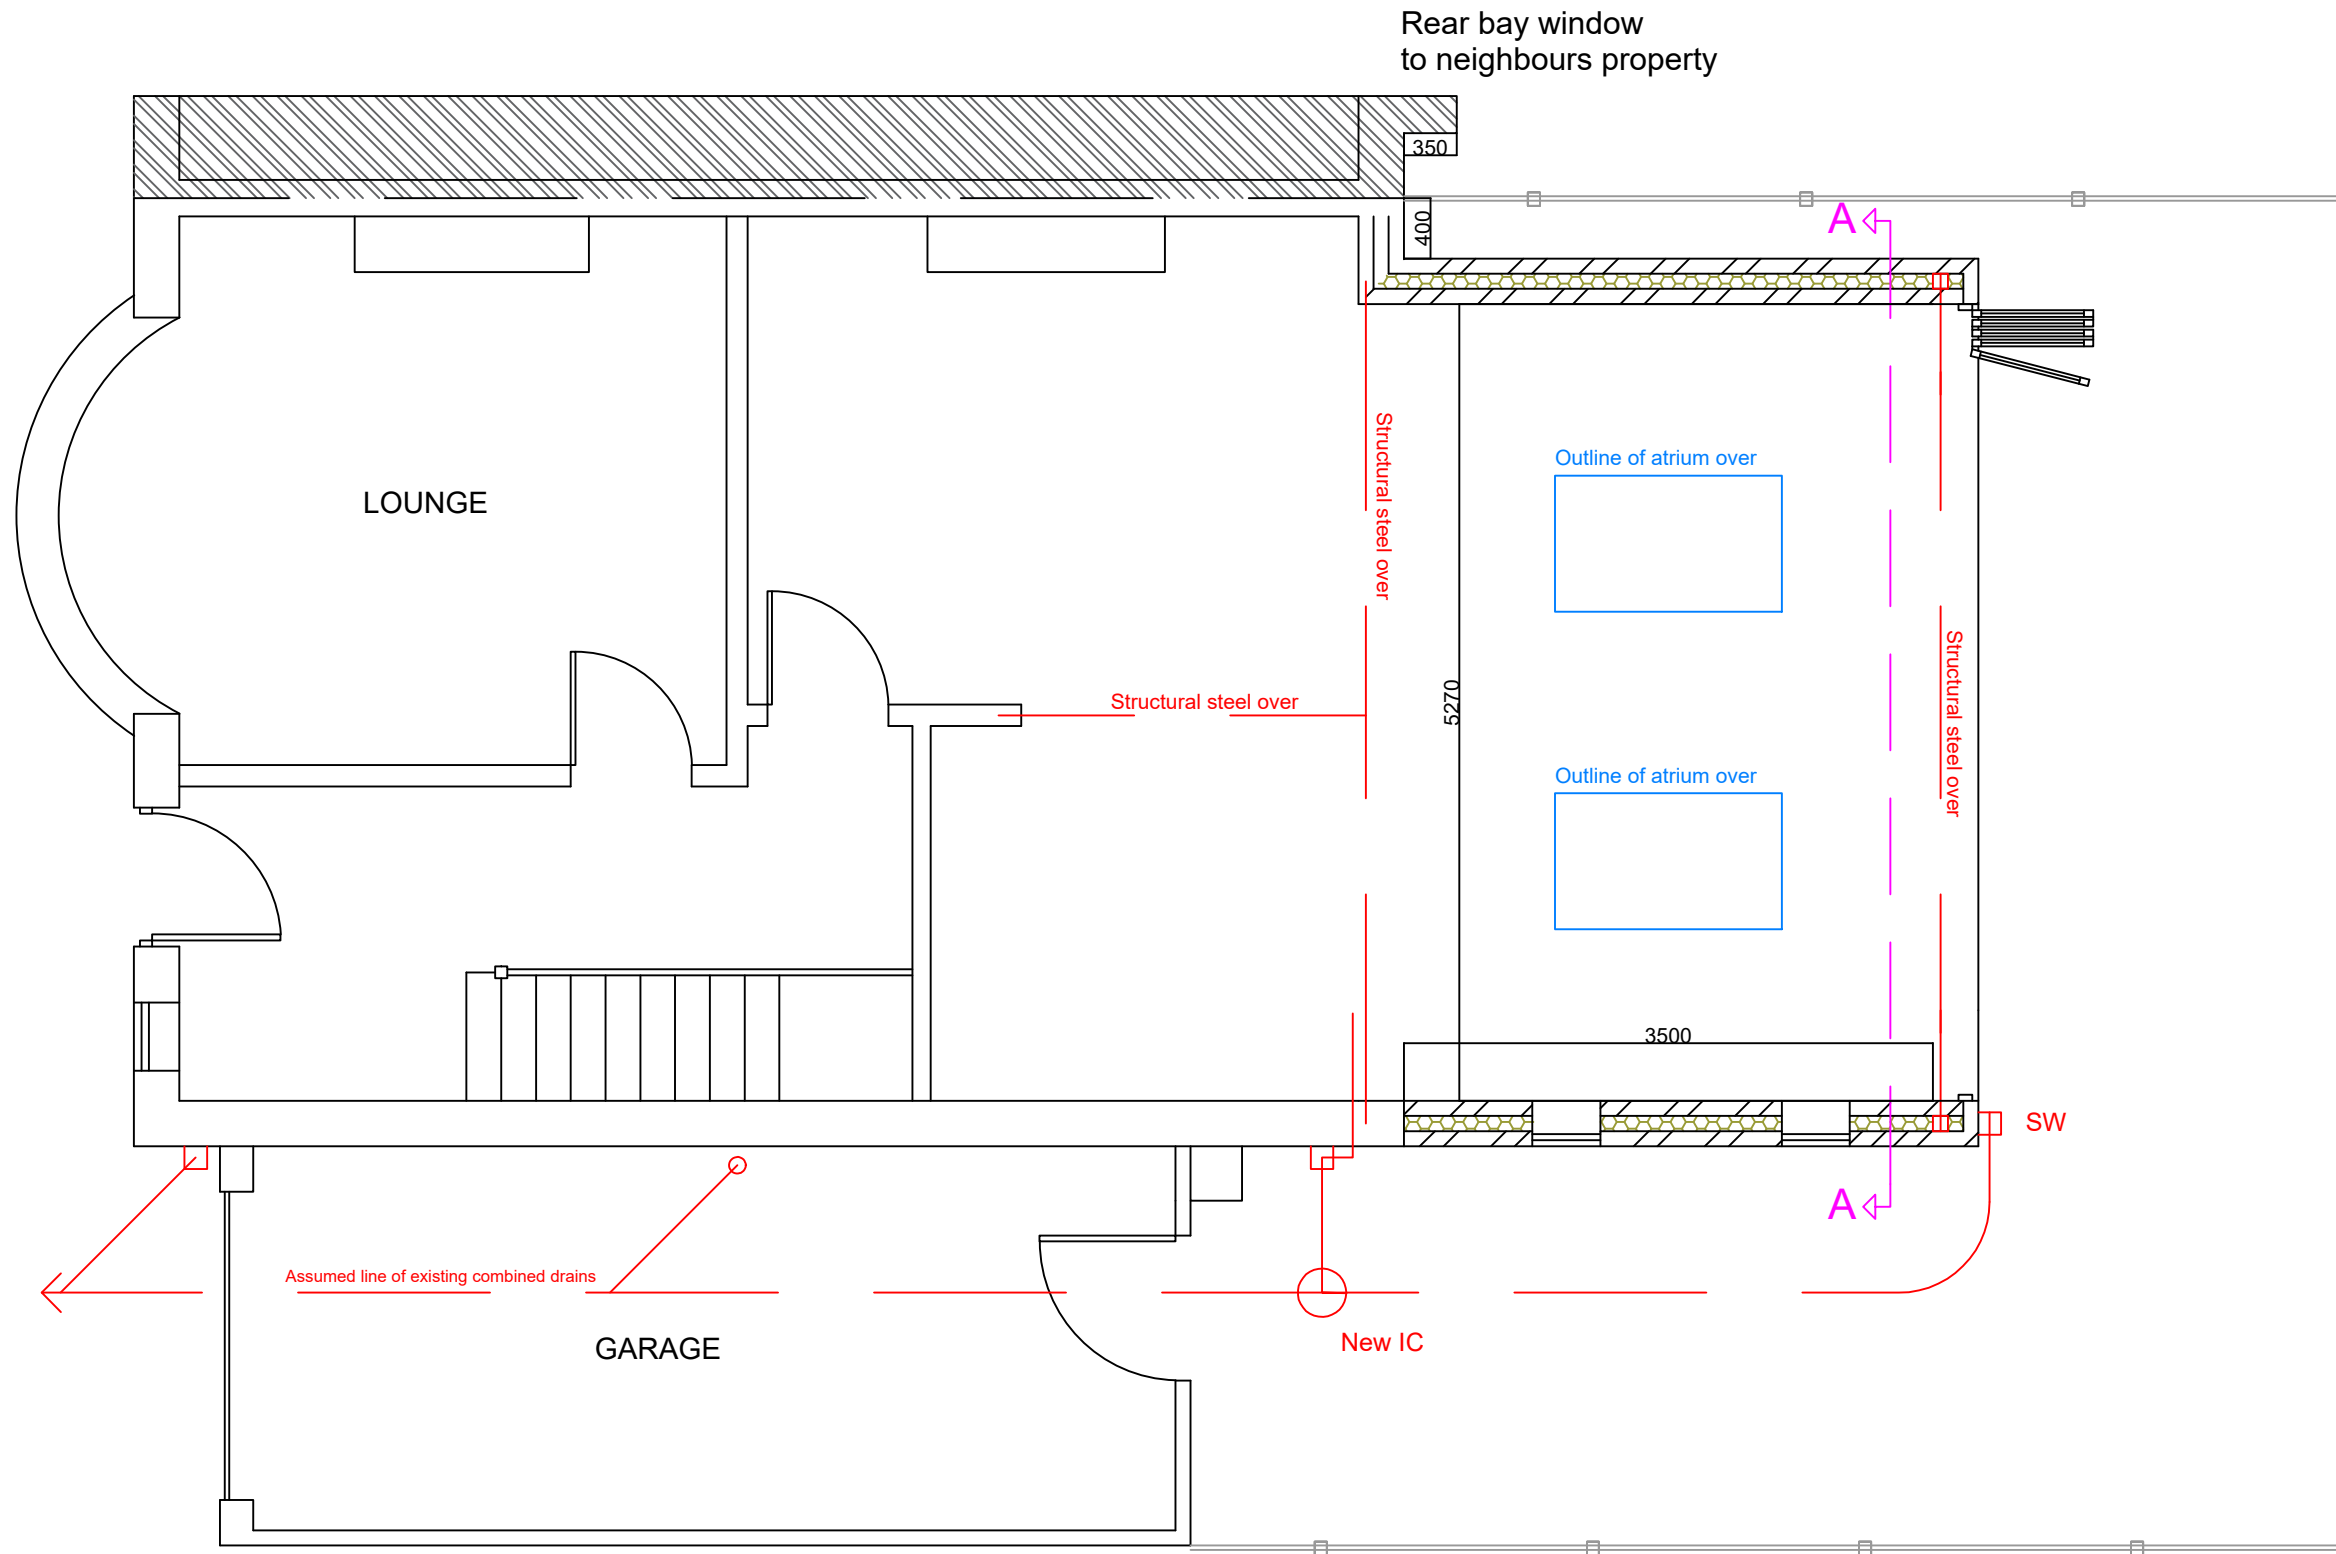 Rear bay window
to neighbours property
350
400
A
Structural steel over
Outline of atrium over
LOUNGE
Structural steel over
5270
Structural steel over
Outline of atrium over
3500
SW
A
Assumed line of existing combined drains
GARAGE
New IC